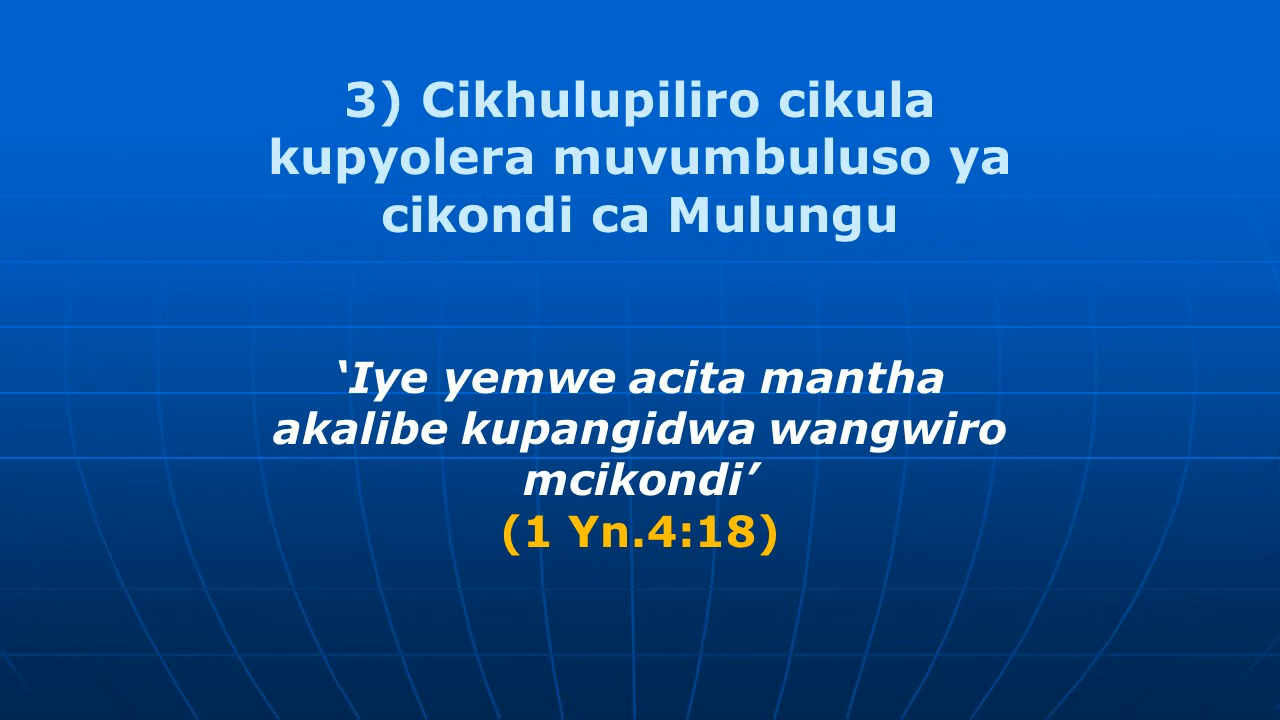 3) Cikhulupiliro cikula
kupyolera muvumbuluso ya
cikondi ca Mulungu
‘Iye yemwe acita mantha
akalibe kupangidwa wangwiro
mcikondi’
(1 Yn.4:18)